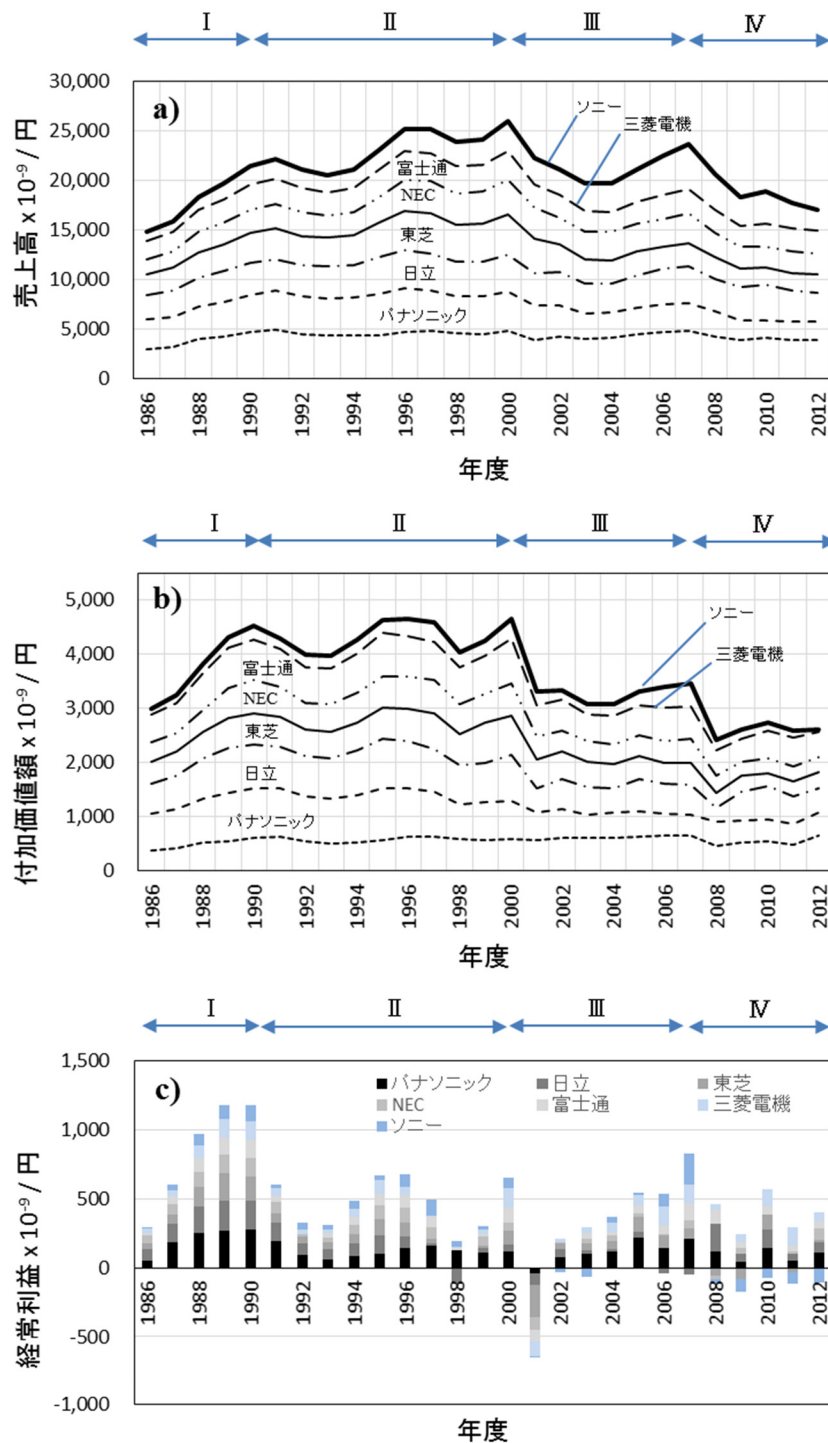 Ⅰ Ⅱ Ⅲ Ⅳ
a)
売上高 x 10⁻⁹ / 円
30,000
25,000
20,000
15,000
10,000
5,000
0
ソニー
三菱電機
富士通
NEC
東芝
日立
パナソニック
1986 1988 1990 1992 1994 1996 1998 2000 2002 2004 2006 2008 2010 2012
年度
Ⅰ Ⅱ Ⅲ Ⅳ
b)
付加価値額 x 10⁻⁹ / 円
5,000
4,000
3,000
2,000
1,000
0
ソニー
三菱電機
富士通
NEC
東芝
日立
パナソニック
1986 1988 1990 1992 1994 1996 1998 2000 2002 2004 2006 2008 2010 2012
年度
Ⅰ Ⅱ Ⅲ Ⅳ
c)
経常利益 x 10⁻⁹ / 円
1,500
1,000
500
0
-500
-1,000
パナソニック 日立 東芝
NEC 富士通 三菱電機
ソニー
1986 1988 1990 1992 1994 1996 1998 2000 2002 2004 2006 2008 2010 2012
年度